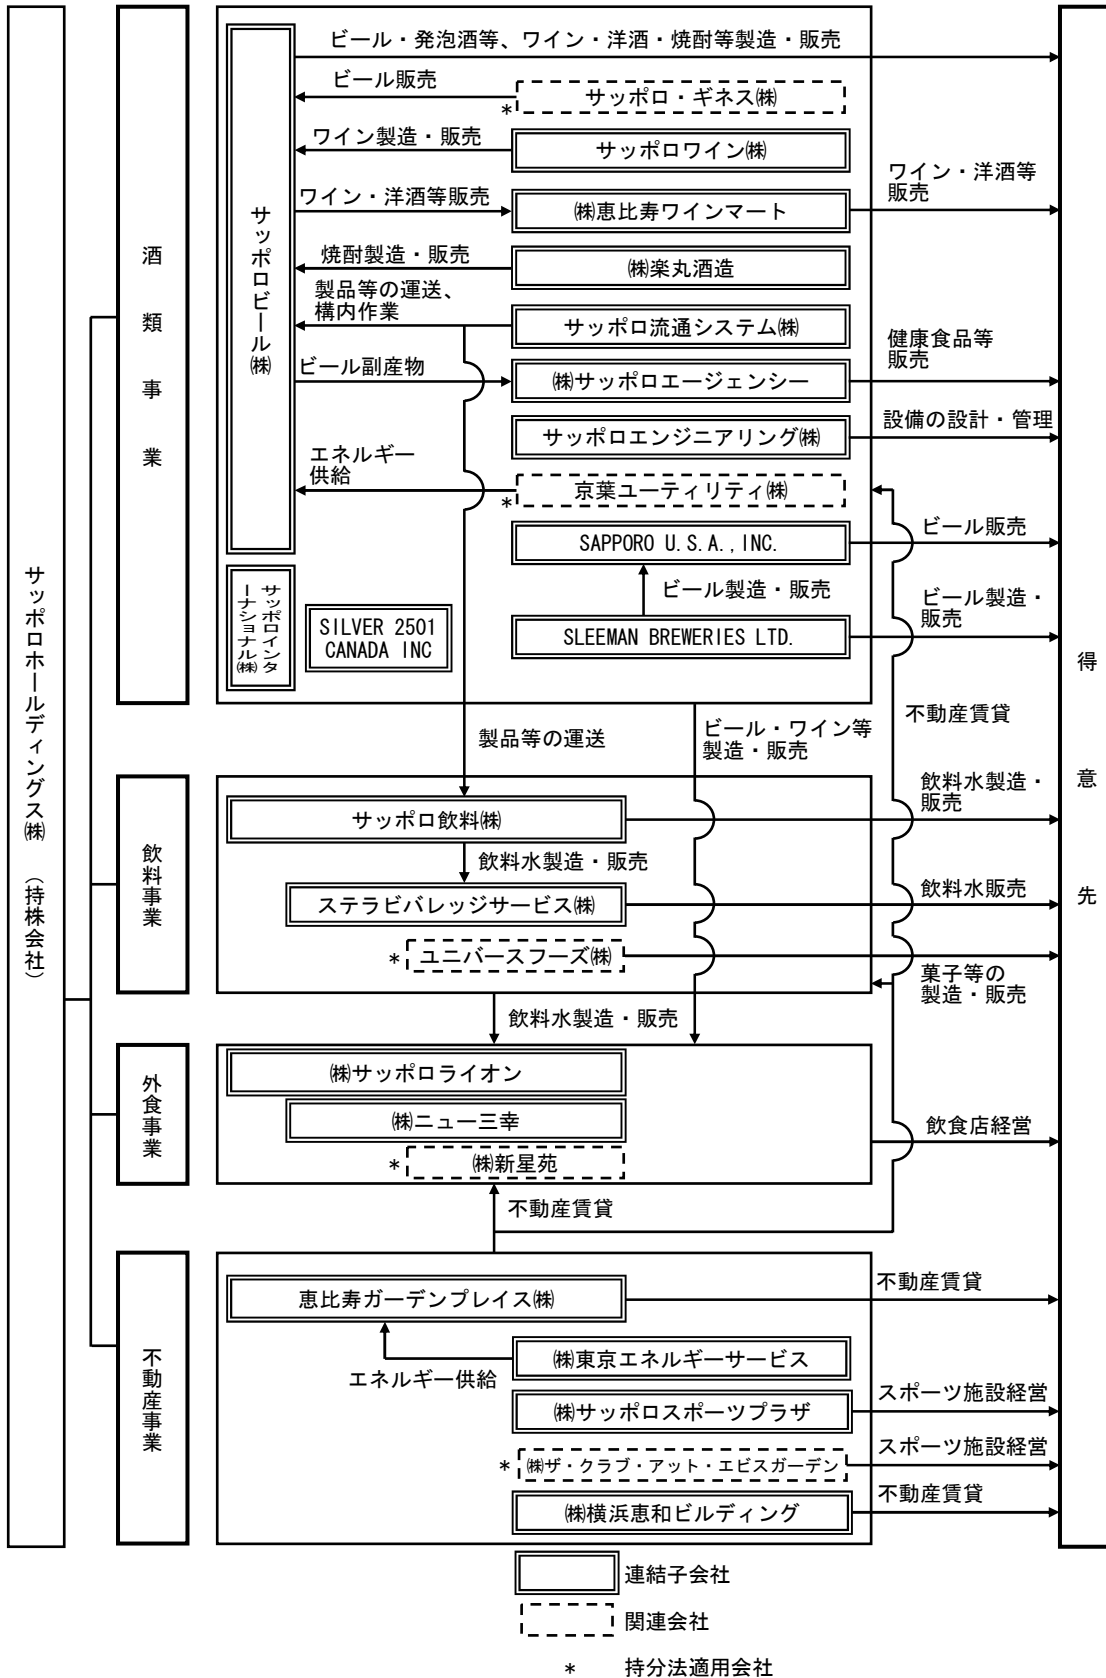 サッポロホールディングス㈱　（持株会社）
酒類事業
ビール・発泡酒等、ワイン・洋酒・焼酎等製造・販売
サッポロビール㈱
ビール販売
* サッポロ・ギネス㈱
ワイン製造・販売
サッポロワイン㈱
ワイン・洋酒等販売
㈱恵比寿ワインマート
ワイン・洋酒等
販売
焼酎製造・販売
㈱楽丸酒造
製品等の運送、
構内作業
サッポロ流通システム㈱
ビール副産物
㈱サッポロエージェンシー
健康食品等
販売
サッポロエンジニアリング㈱
設備の設計・管理
エネルギー
供給
* 京葉ユーティリティ㈱
SAPPORO U.S.A.,INC.
ビール販売
ビール製造・販売
サッポロインタ
ーナショナル㈱
SILVER 2501
CANADA INC
SLEEMAN BREWERIES LTD.
ビール製造・
販売
得意先
不動産賃貸
製品等の運送
ビール・ワイン等
製造・販売
飲料事業
サッポロ飲料㈱
飲料水製造・
販売
飲料水製造・販売
ステラビバレッジサービス㈱
飲料水販売
* ユニバースフーズ㈱
菓子等の
製造・販売
飲料水製造・販売
外食事業
㈱サッポロライオン
㈱ニュー三幸
飲食店経営
* ㈱新星苑
不動産賃貸
不動産事業
恵比寿ガーデンプレイス㈱
不動産賃貸
㈱東京エネルギーサービス
エネルギー供給
㈱サッポロスポーツプラザ
スポーツ施設経営
* ㈱ザ・クラブ・アット・エビスガーデン
スポーツ施設経営
㈱横浜恵和ビルディング
不動産賃貸
連結子会社
関連会社
* 持分法適用会社